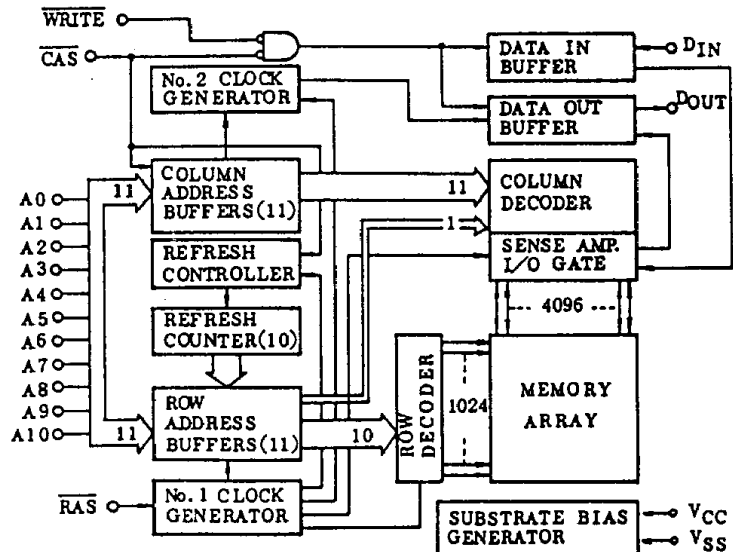 WRITE
CAS
No.2 CLOCK
GENERATOR
DATA IN
BUFFER
DIN
DATA OUT
BUFFER
DOUT
A0
A1
A2
A3
A4
A5
A6
A7
A8
A9
A10
11
COLUMN
ADDRESS
BUFFERS(11)
11
COLUMN
DECODER
1
REFRESH
CONTROLLER
SENSE AMP.
I/O GATE
REFRESH
COUNTER(10)
4096
11
ROW
ADDRESS
BUFFERS(11)
10
ROW
DECODER
1024
MEMORY
ARRAY
RAS
No.1 CLOCK
GENERATOR
SUBSTRATE BIAS
GENERATOR
VCC
VSS